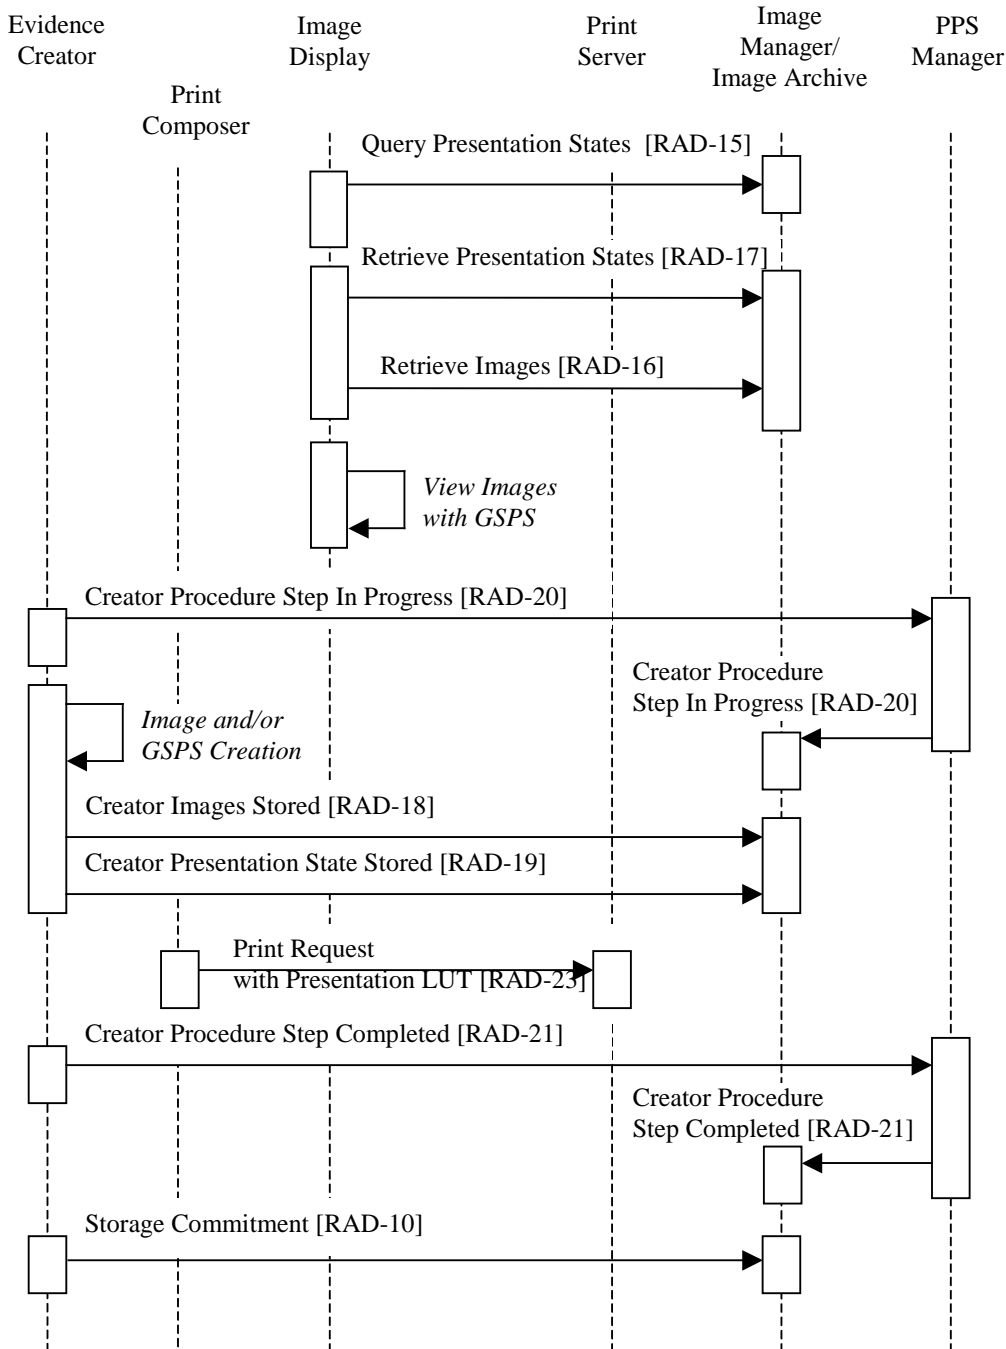 Evidence
Creator
Image
Display
Print
Server
Image
Manager/
Image Archive
PPS
Manager
Print
Composer
Query Presentation States [RAD-15]
Retrieve Presentation States [RAD-17]
Retrieve Images [RAD-16]
View Images
with GSPS
Creator Procedure Step In Progress [RAD-20]
Creator Procedure
Step In Progress [RAD-20]
Image and/or
GSPS Creation
Creator Images Stored [RAD-18]
Creator Presentation State Stored [RAD-19]
Print Request
with Presentation LUT [RAD-23]
Creator Procedure Step Completed [RAD-21]
Creator Procedure
Step Completed [RAD-21]
Storage Commitment [RAD-10]